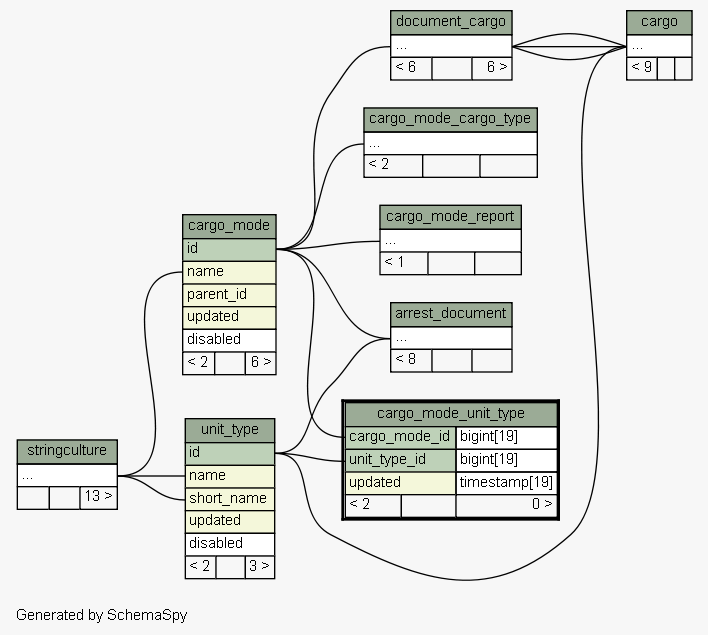 document_cargo
...
< 6 6 >
cargo
...
< 9
cargo_mode_cargo_type
...
< 2
cargo_mode_report
...
< 1
cargo_mode
id
name
parent_id
updated
disabled
< 2 6 >
arrest_document
...
< 8
cargo_mode_unit_type
cargo_mode_id bigint[19]
unit_type_id bigint[19]
updated timestamp[19]
< 2 0 >
unit_type
id
name
short_name
updated
disabled
< 2 3 >
stringculture
...
13 >
Generated by SchemaSpy